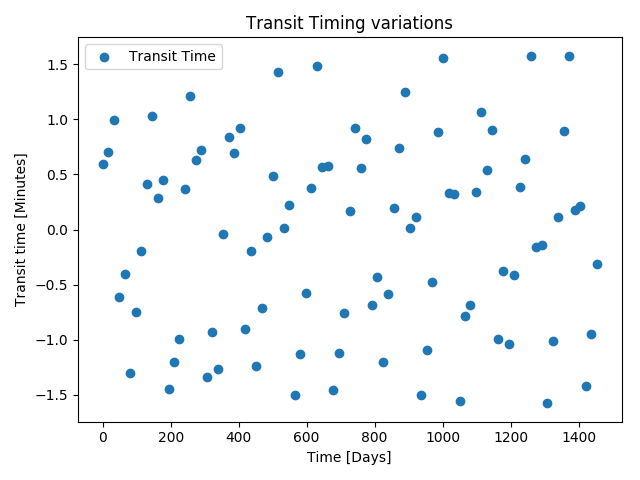 Transit Timing variations
Transit Time
Transit time [Minutes]
1.5
1.0
0.5
0.0
−0.5
−1.0
−1.5
0 200 400 600 800 1000 1200 1400
Time [Days]